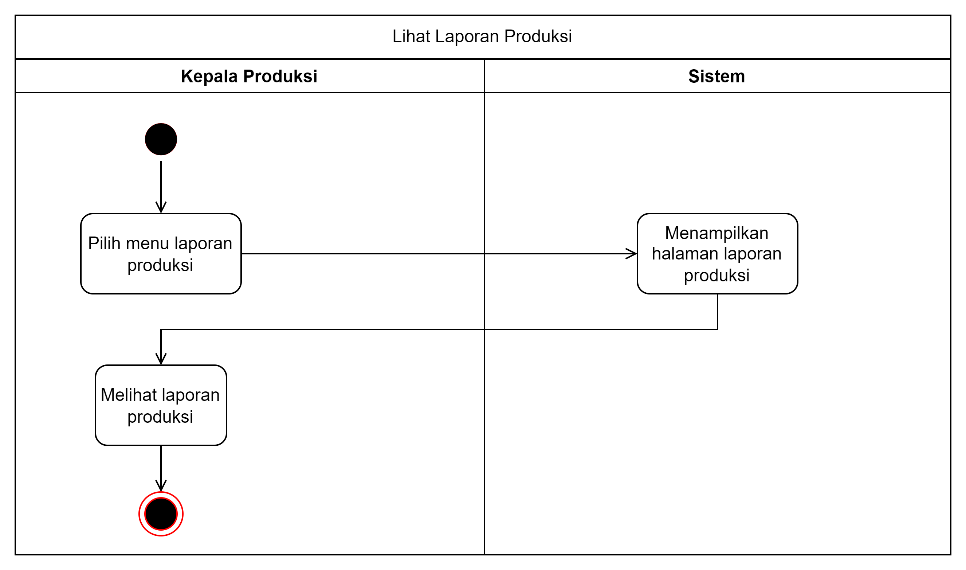 Lihat Laporan Produksi
Kepala Produksi
Sistem
Pilih menu laporan
produksi
Menampilkan
halaman laporan
produksi
Melihat laporan
produksi